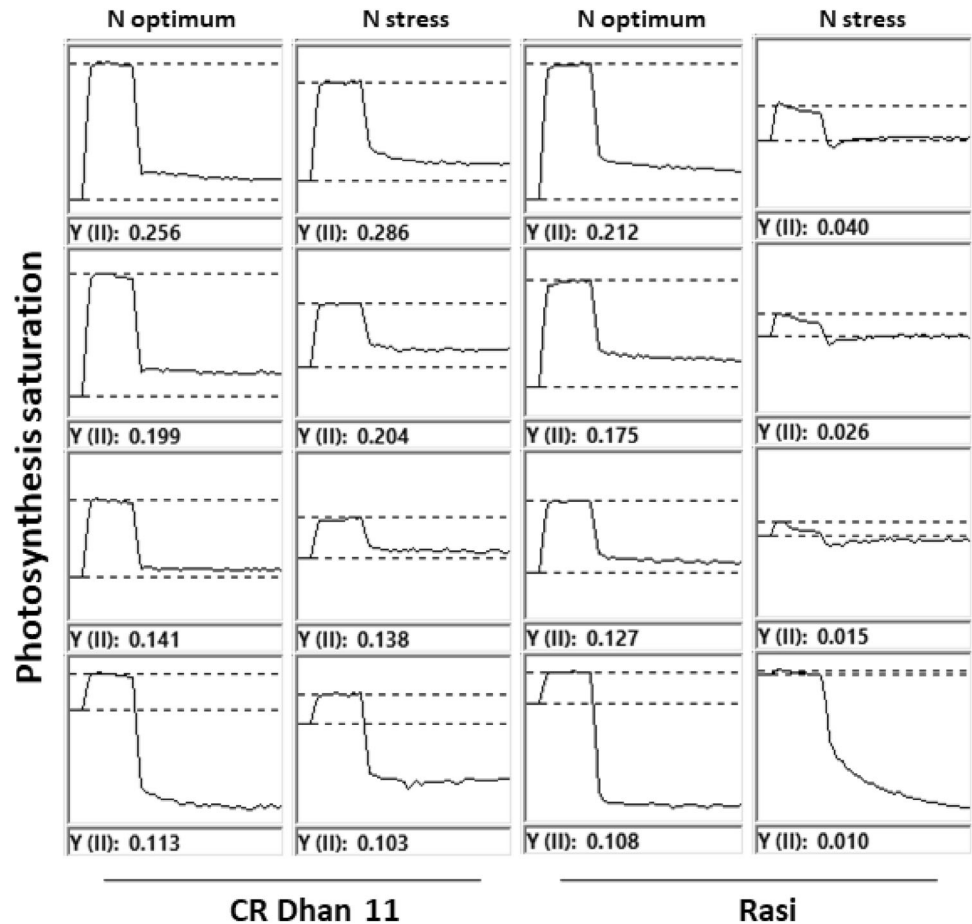 N optimum N stress N optimum N stress
Photosynthesis saturation
Y (II): 0.256 Y (II): 0.286 Y (II): 0.212 Y (II): 0.040
Y (II): 0.199 Y (II): 0.204 Y (II): 0.175 Y (II): 0.026
Y (II): 0.141 Y (II): 0.138 Y (II): 0.127 Y (II): 0.015
Y (II): 0.113 Y (II): 0.103 Y (II): 0.108 Y (II): 0.010
CR Dhan 11 Rasi